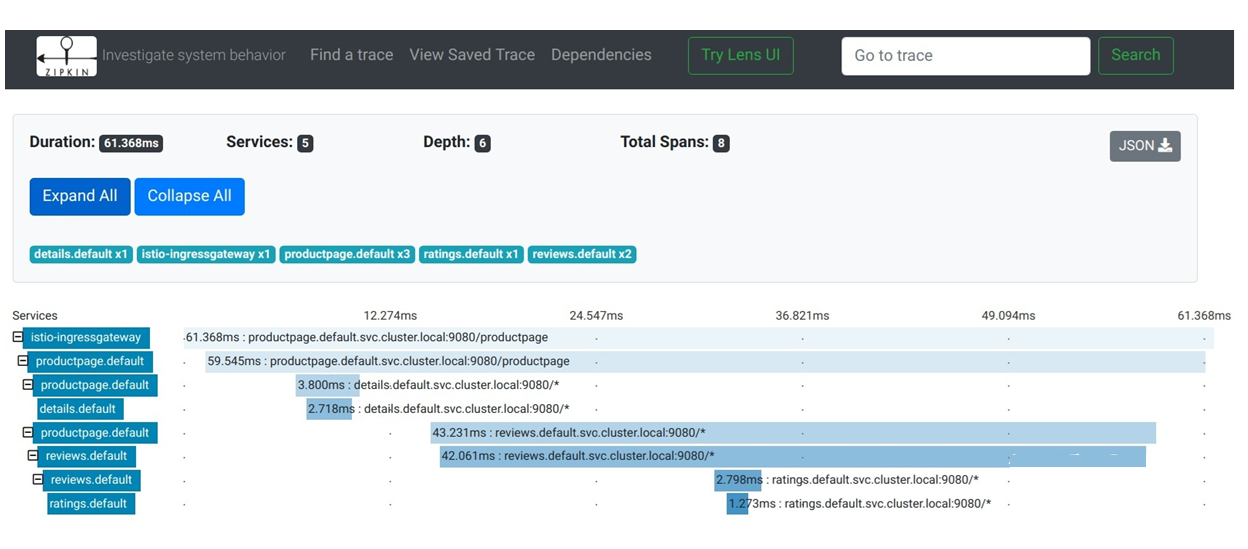 ZIPKIN Investigate system behavior Find a trace View Saved Trace Dependencies Try Lens UI Go to trace Search
Duration: 61.368ms Services: 5 Depth: 6 Total Spans: 8 JSON
Expand All Collapse All
details.default x1 istio-ingressgateway x1 productpage.default x3 ratings.default x1 reviews.default x2
Services 12.274ms 24.547ms 36.821ms 49.094ms 61.368ms
istio-ingressgateway 61.368ms : productpage.default.svc.cluster.local:9080/productpage
productpage.default 59.545ms : productpage.default.svc.cluster.local:9080/productpage
productpage.default 3.800ms : details.default.svc.cluster.local:9080/*
details.default 2.718ms : details.default.svc.cluster.local:9080/*
productpage.default 43.231ms : reviews.default.svc.cluster.local:9080/*
reviews.default 42.061ms : reviews.default.svc.cluster.local:9080/*
reviews.default 2.798ms : ratings.default.svc.cluster.local:9080/*
ratings.default 1.273ms : ratings.default.svc.cluster.local:9080/*